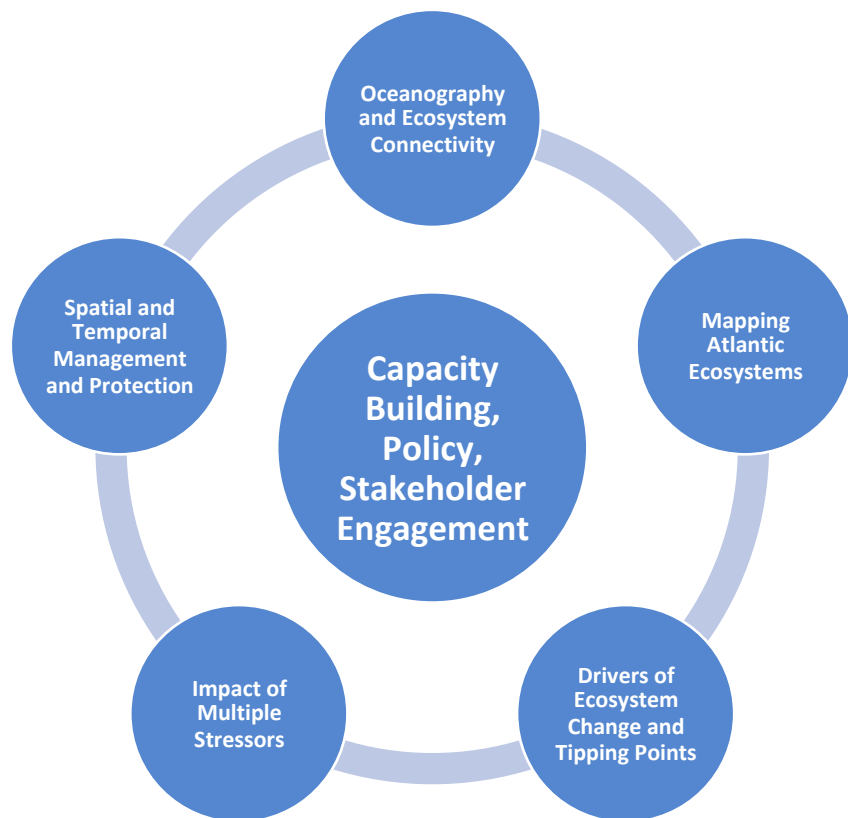 Oceanography
and Ecosystem
Connectivity
Spatial and
Temporal
Management
and Protection
Mapping
Atlantic
Ecosystems
Capacity
Building,
Policy,
Stakeholder
Engagement
Impact of
Multiple
Stressors
Drivers of
Ecosystem
Change and
Tipping Points